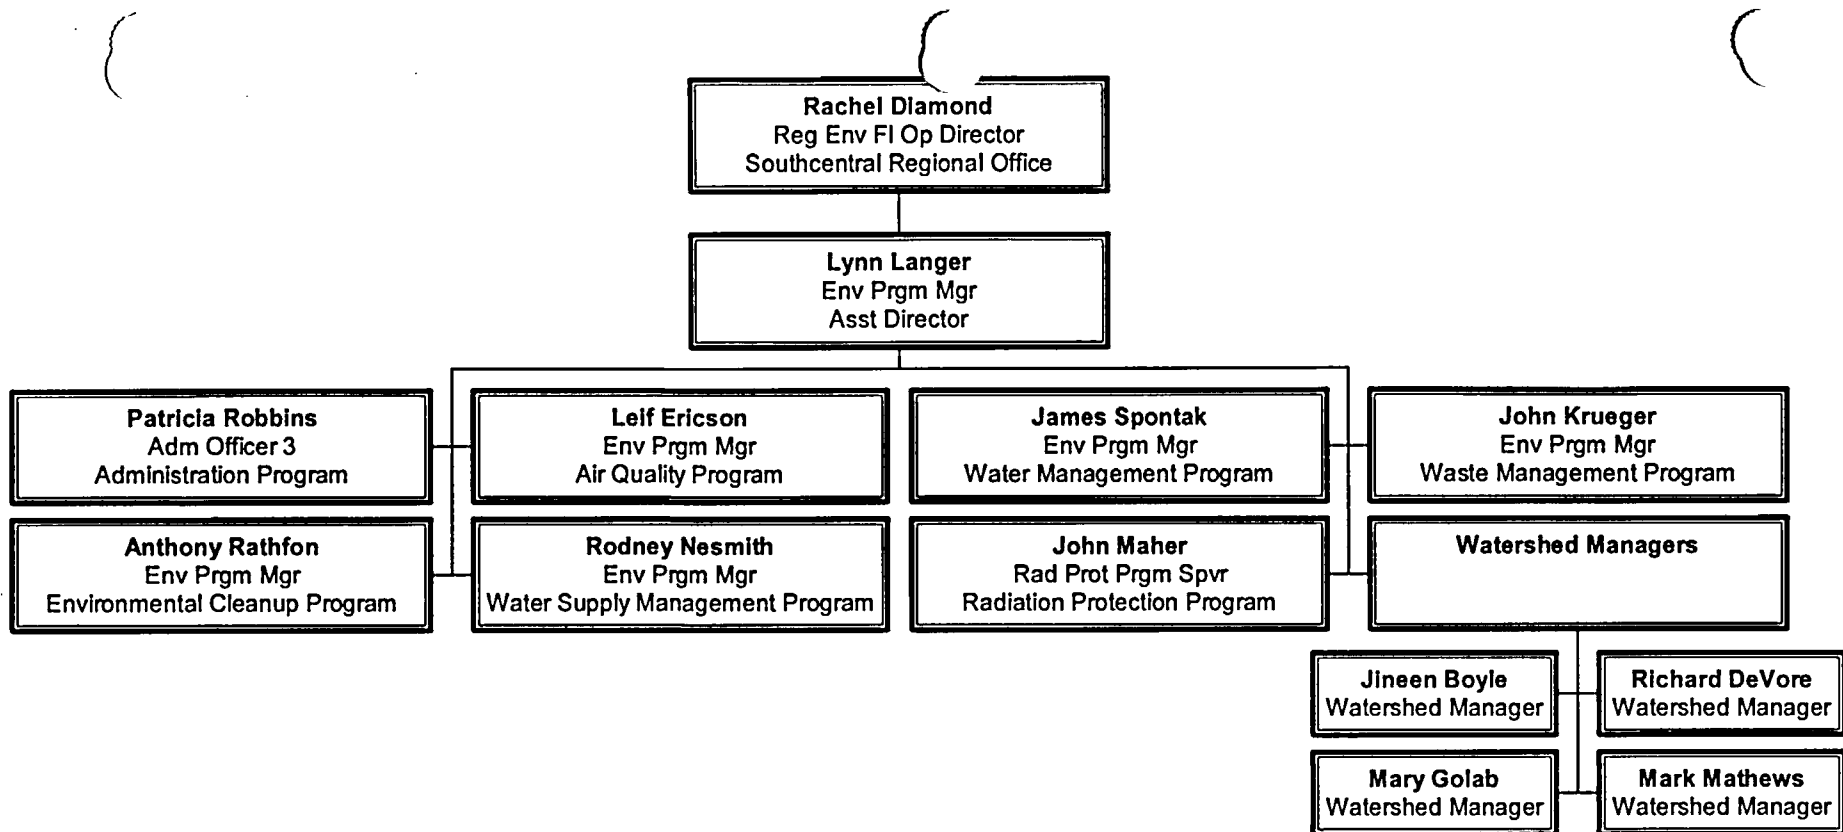 Rachel Diamond
Reg Env Fl Op Director
Southcentral Regional Office
Lynn Langer
Env Prgm Mgr
Asst Director
Patricia Robbins
Adm Officer 3
Administration Program
Leif Ericson
Env Prgm Mgr
Air Quality Program
James Spontak
Env Prgm Mgr
Water Management Program
John Krueger
Env Prgm Mgr
Waste Management Program
Anthony Rathfon
Env Prgm Mgr
Environmental Cleanup Program
Rodney Nesmith
Env Prgm Mgr
Water Supply Management Program
John Maher
Rad Prot Prgm Spvr
Radiation Protection Program
Watershed Managers
Jineen Boyle
Watershed Manager
Richard DeVore
Watershed Manager
Mary Golab
Watershed Manager
Mark Mathews
Watershed Manager